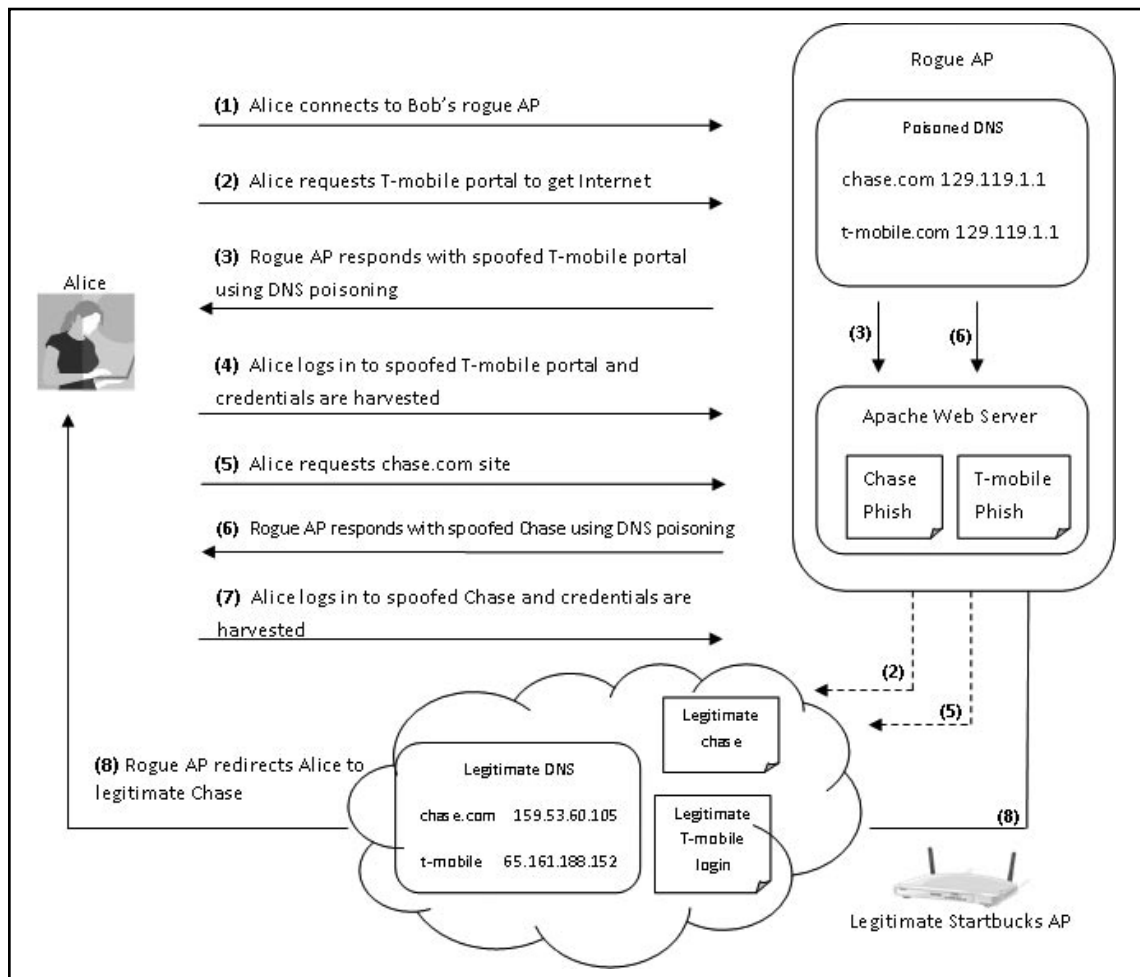 Rogue AP
Poisoned DNS
chase.com 129.119.1.1
t-mobile.com 129.119.1.1
(3)
(6)
Apache Web Server
Chase
Phish
T-mobile
Phish
(1) Alice connects to Bob's rogue AP
(2) Alice requests T-mobile portal to get Internet
(3) Rogue AP responds with spoofed T-mobile portal
using DNS poisoning
Alice
(4) Alice logs in to spoofed T-mobile portal and
credentials are harvested
(5) Alice requests chase.com site
(6) Rogue AP responds with spoofed Chase using DNS poisoning
(7) Alice logs in to spoofed Chase and credentials are
harvested
(2)
(5)
(8) Rogue AP redirects Alice to
legitimate Chase
Legitimate DNS
chase.com 159.53.60.105
t-mobile 65.161.188.152
Legitimate
chase
Legitimate
T-mobile
login
(8)
Legitimate Startbucks AP